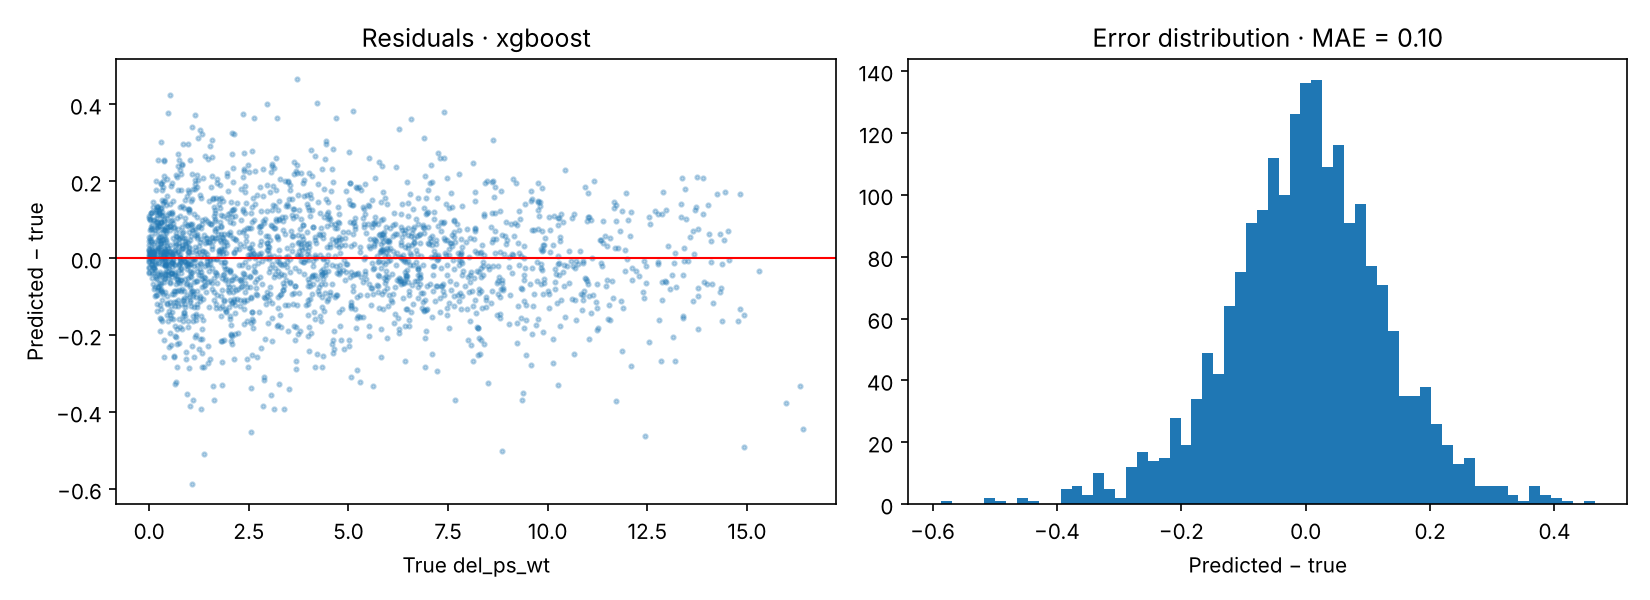 Residuals · xgboost
0.4
0.2
0.0
−0.2
−0.4
−0.6
Predicted − true
0.0 2.5 5.0 7.5 10.0 12.5 15.0
True del_ps_wt
Error distribution · MAE = 0.10
140
120
100
80
60
40
20
0
−0.6 −0.4 −0.2 0.0 0.2 0.4
Predicted − true